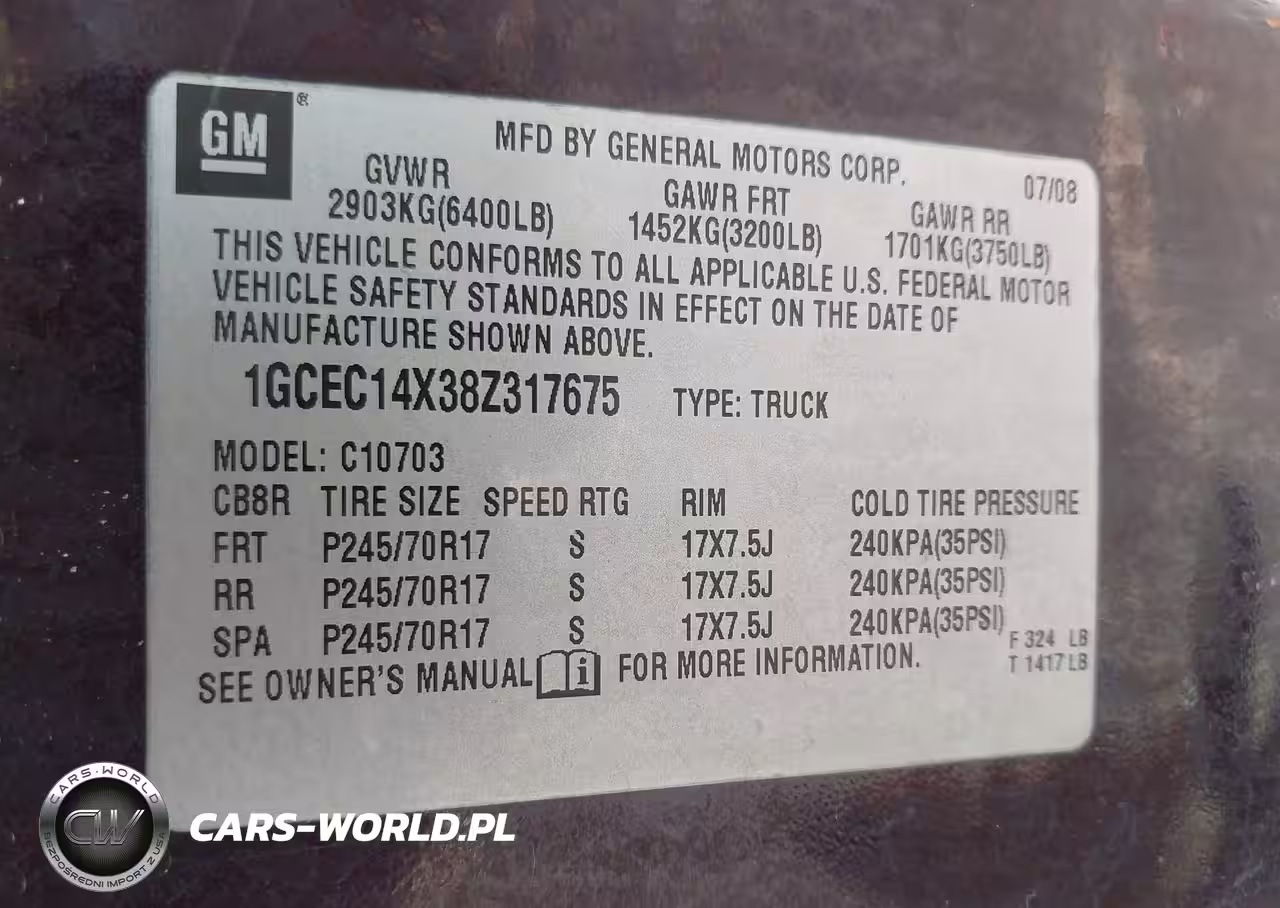 GM ®
MFD BY GENERAL MOTORS CORP.
07/08
GVWR GAWR FRT GAWR RR
2903KG(6400LB) 1452KG(3200LB) 1701KG(3750LB)
THIS VEHICLE CONFORMS TO ALL APPLICABLE U.S. FEDERAL MOTOR
VEHICLE SAFETY STANDARDS IN EFFECT ON THE DATE OF
MANUFACTURE SHOWN ABOVE.
1GCEC14X38Z317675 TYPE: TRUCK
MODEL: C10703
CB8R TIRE SIZE SPEED RTG RIM COLD TIRE PRESSURE
FRT P245/70R17 S 17X7.5J 240KPA(35PSI)
RR P245/70R17 S 17X7.5J 240KPA(35PSI)
SPA P245/70R17 S 17X7.5J 240KPA(35PSI)
F 324 LB
T 1417LB
SEE OWNER'S MANUAL i FOR MORE INFORMATION.
CARS-WORLD
CW
BEZPOŚREDNI IMPORT Z USA
CARS-WORLD.PL